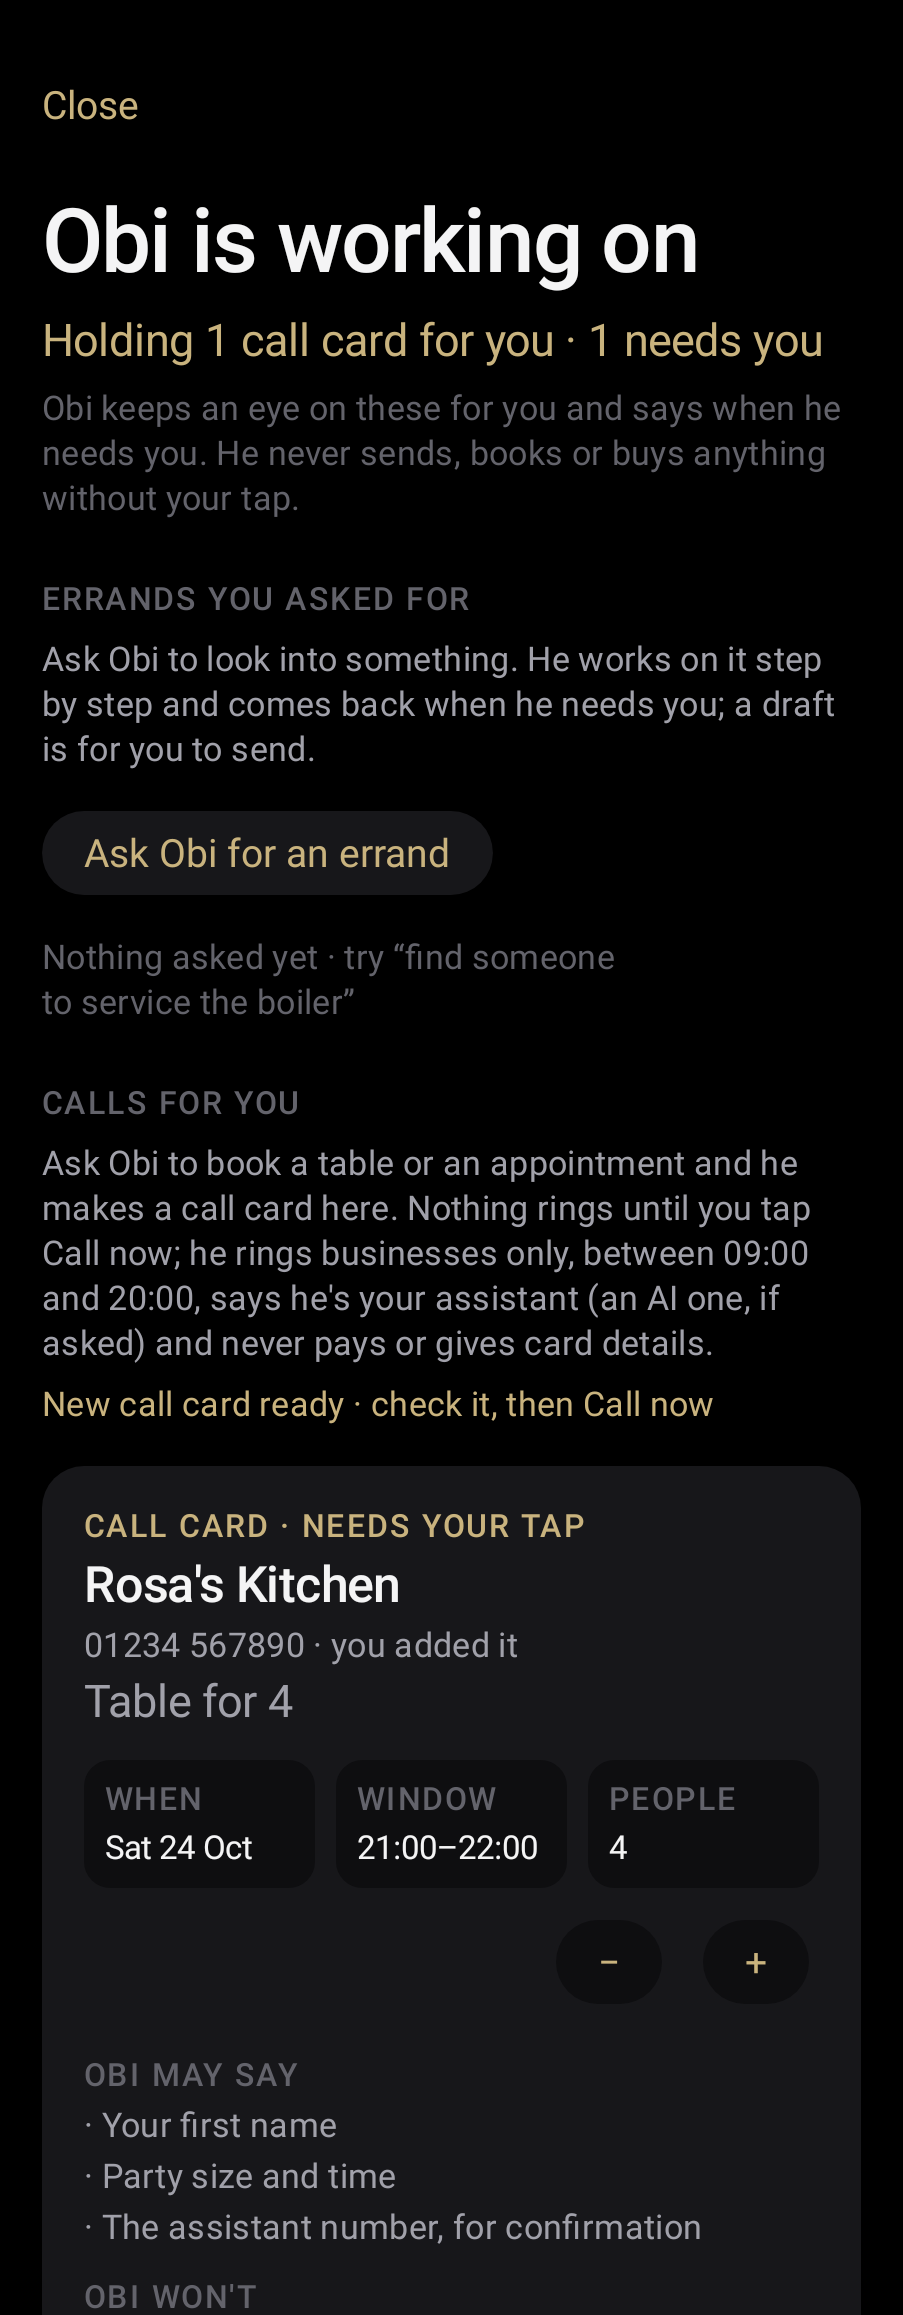 Close
Obi is working on
Holding 1 call card for you · 1 needs you
Obi keeps an eye on these for you and says when he
needs you. He never sends, books or buys anything
without your tap.
ERRANDS YOU ASKED FOR
Ask Obi to look into something. He works on it step
by step and comes back when he needs you; a draft
is for you to send.
Ask Obi for an errand
Nothing asked yet · try “find someone
to service the boiler”
CALLS FOR YOU
Ask Obi to book a table or an appointment and he
makes a call card here. Nothing rings until you tap
Call now; he rings businesses only, between 09:00
and 20:00, says he's your assistant (an AI one, if
asked) and never pays or gives card details.
New call card ready · check it, then Call now
CALL CARD · NEEDS YOUR TAP
Rosa's Kitchen
01234 567890 · you added it
Table for 4
WHEN WINDOW PEOPLE
Sat 24 Oct 21:00–22:00 4
− +
OBI MAY SAY
· Your first name
· Party size and time
· The assistant number, for confirmation
OBI WON'T